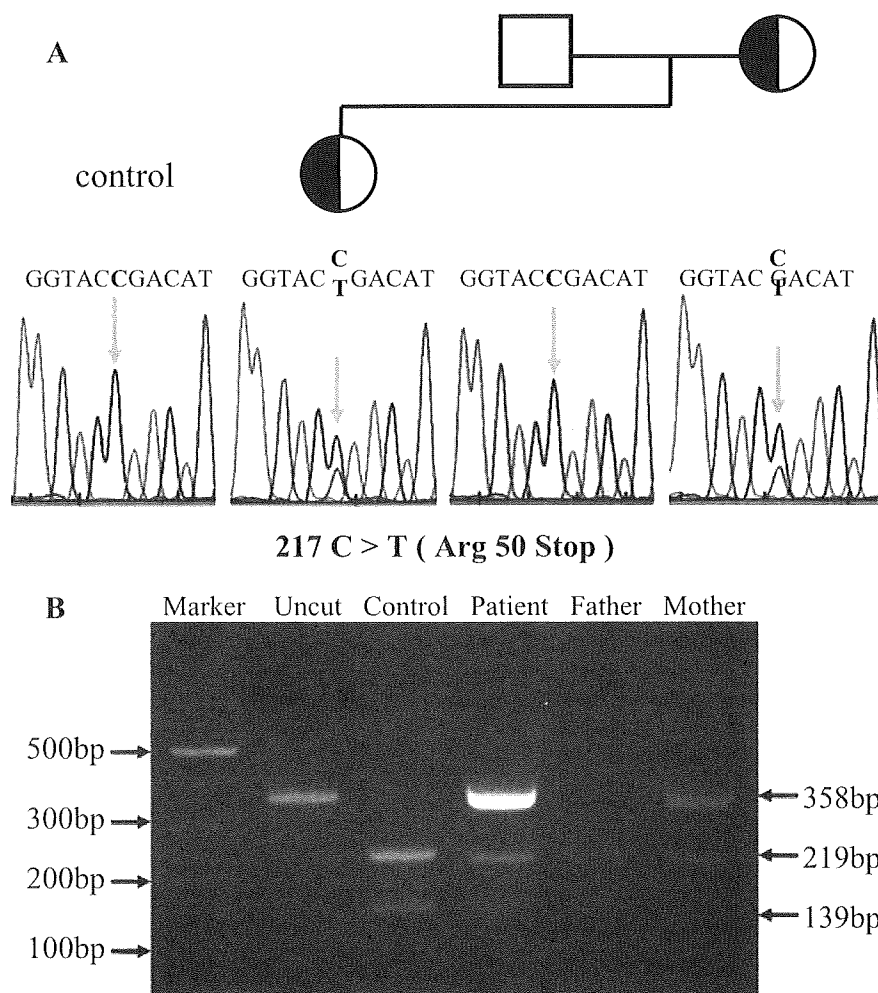 A
control
GGTACCGACAT GGTAC C/T GACAT GGTACCGACAT GGTAC C/T GACAT
217 C > T ( Arg 50 Stop )
B Marker Uncut Control Patient Father Mother
500bp
358bp
300bp
219bp
200bp
139bp
100bp